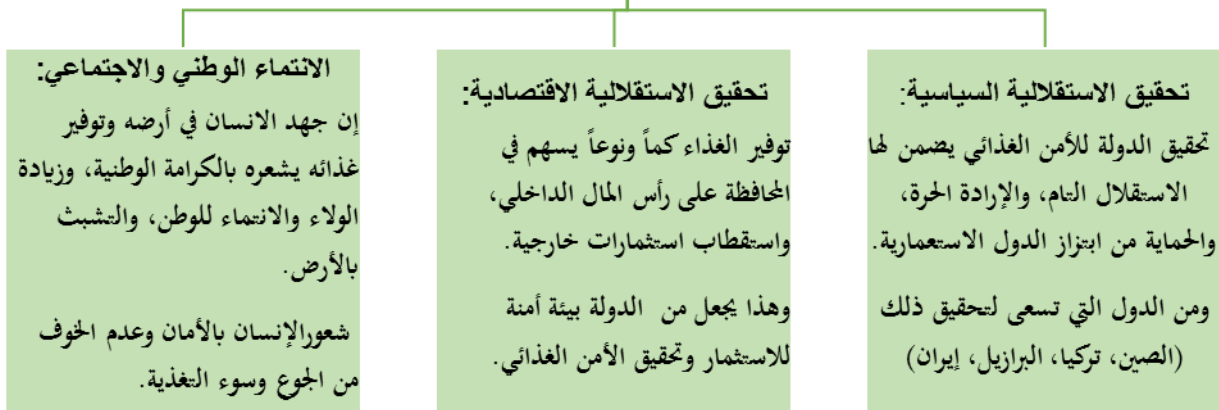 تحقيق الاستقلالية السياسية:
تحقيق الدولة للأمن الغذائي يضمن لها
الاستقلال التام، والإرادة الحرة،
والحماية من ابتزاز الدول الاستعمارية.
ومن الدول التي تسعى لتحقيق ذلك
(الصين، تركيا، البرازيل، إيران)
تحقيق الاستقلالية الاقتصادية:
توفير الغذاء كماً ونوعاً يسهم في
المحافظة على رأس المال الداخلي،
واستقطاب استثمارات خارجية.
وهذا يجعل من الدولة بيئة أمنة
للاستثمار وتحقيق الأمن الغذائي.
الانتماء الوطني والاجتماعي:
إن جهد الانسان في أرضه وتوفير
غذائه يشعره بالكرامة الوطنية، وزيادة
الولاء والانتماء للوطن، والتشبث
بالأرض.
شعورالإنسان بالأمان وعدم الخوف
من الجوع وسوء التغذية.